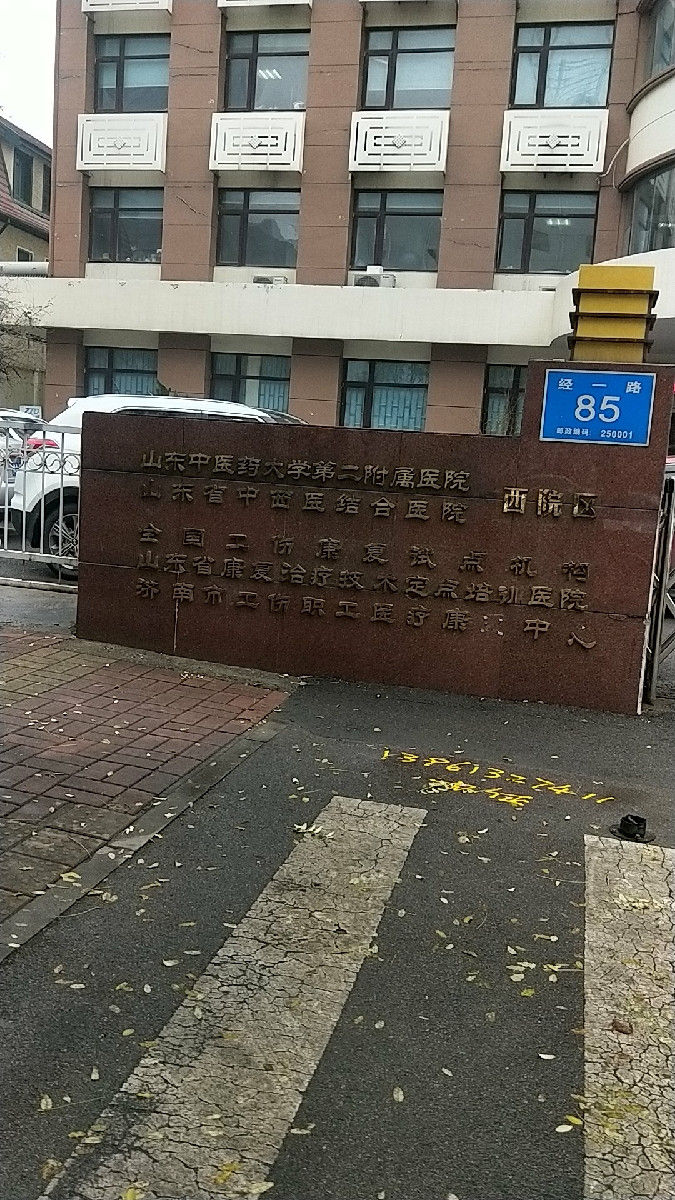 经一路
85
邮政编码: 250001
山东中医药大学第二附属医院
山东省中西医结合医院
西院区
全国工伤康复试点机构
山东省康复治疗技术定点培训医院
济南市工伤职工医疗康 中心